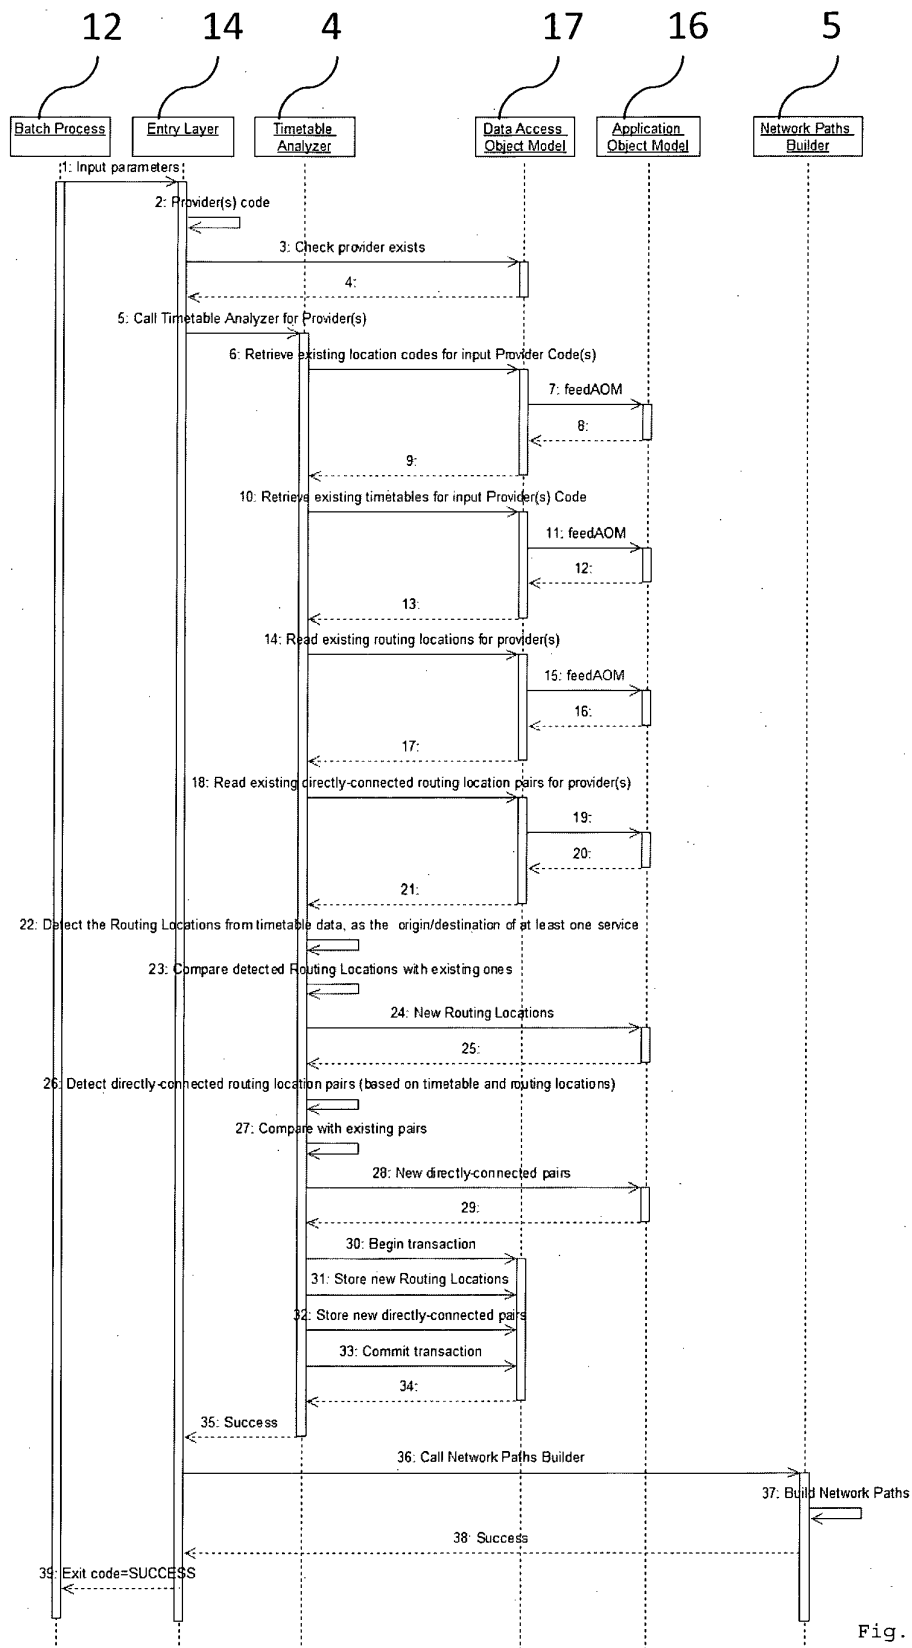 12 14 4 17 16 5
Batch Process
Entry Layer
Timetable
Analyzer
Data Access
Object Model
Application
Object Model
Network Paths
Builder
1: Input parameters
2: Provider(s) code
3: Check provider exists
4:
5: Call Timetable Analyzer for Provider(s)
6: Retrieve existing location codes for input Provider Code(s)
7: feedAOM
8:
9:
10: Retrieve existing timetables for input Provider(s) Code
11: feedAOM
12:
13:
14: Read existing routing locations for provider(s)
15: feedAOM
16:
17:
18: Read existing directly-connected routing location pairs for provider(s)
19:
20:
21:
22: Detect the Routing Locations from timetable data, as the origin/destination of at least one service
23: Compare detected Routing Locations with existing ones
24: New Routing Locations
25:
26: Detect directly-connected routing location pairs (based on timetable and routing locations)
27: Compare with existing pairs
28: New directly-connected pairs
29:
30: Begin transaction
31: Store new Routing Locations
32: Store new directly-connected pairs
33: Commit transaction
34:
35: Success
36: Call Network Paths Builder
37: Build Network Paths
38: Success
39: Exit code=SUCCESS
Fig.